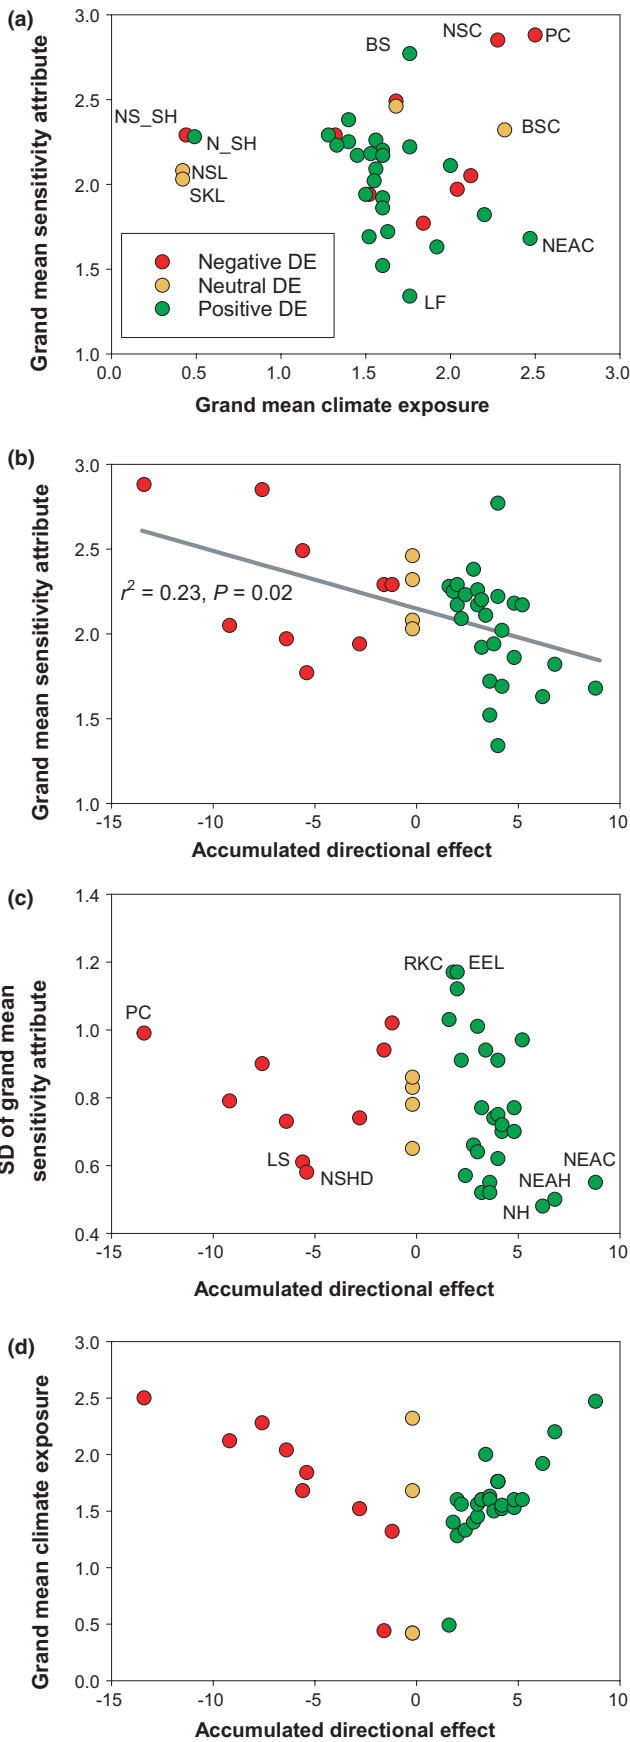 (a)
3.0
2.5
2.0
1.5
1.0
Grand mean sensitivity attribute
BS
NSC
PC
NS_SH
N_SH
BSC
NSL
SKL
NEAC
LF
Negative DE
Neutral DE
Positive DE
0.0 0.5 1.0 1.5 2.0 2.5 3.0
Grand mean climate exposure
(b)
3.0
2.5
2.0
1.5
1.0
Grand mean sensitivity attribute
r² = 0.23, P = 0.02
-15 -10 -5 0 5 10
Accumulated directional effect
(c)
1.4
1.2
1.0
0.8
0.6
0.4
SD of grand mean
sensitivity attribute
RKC EEL
PC
LS
NSHD
NEAC
NEAH
NH
-15 -10 -5 0 5 10
Accumulated directional effect
(d)
3.0
2.5
2.0
1.5
1.0
0.5
0.0
Grand mean climate exposure
-15 -10 -5 0 5 10
Accumulated directional effect